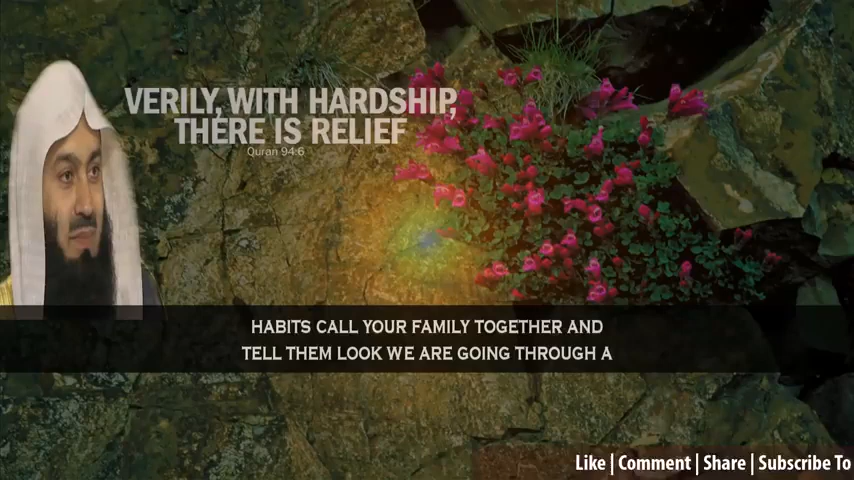 VERILY, WITH HARDSHIP,
THERE IS RELIEF
Quran 94:6
HABITS CALL YOUR FAMILY TOGETHER AND
TELL THEM LOOK WE ARE GOING THROUGH A
Like | Comment | Share | Subscribe To